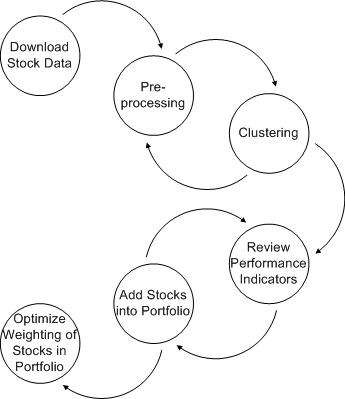 Download
Stock Data
Pre-
processing
Clustering
Review
Performance
Indicators
Add Stocks
into Portfolio
Optimize
Weighting of
Stocks in
Portfolio